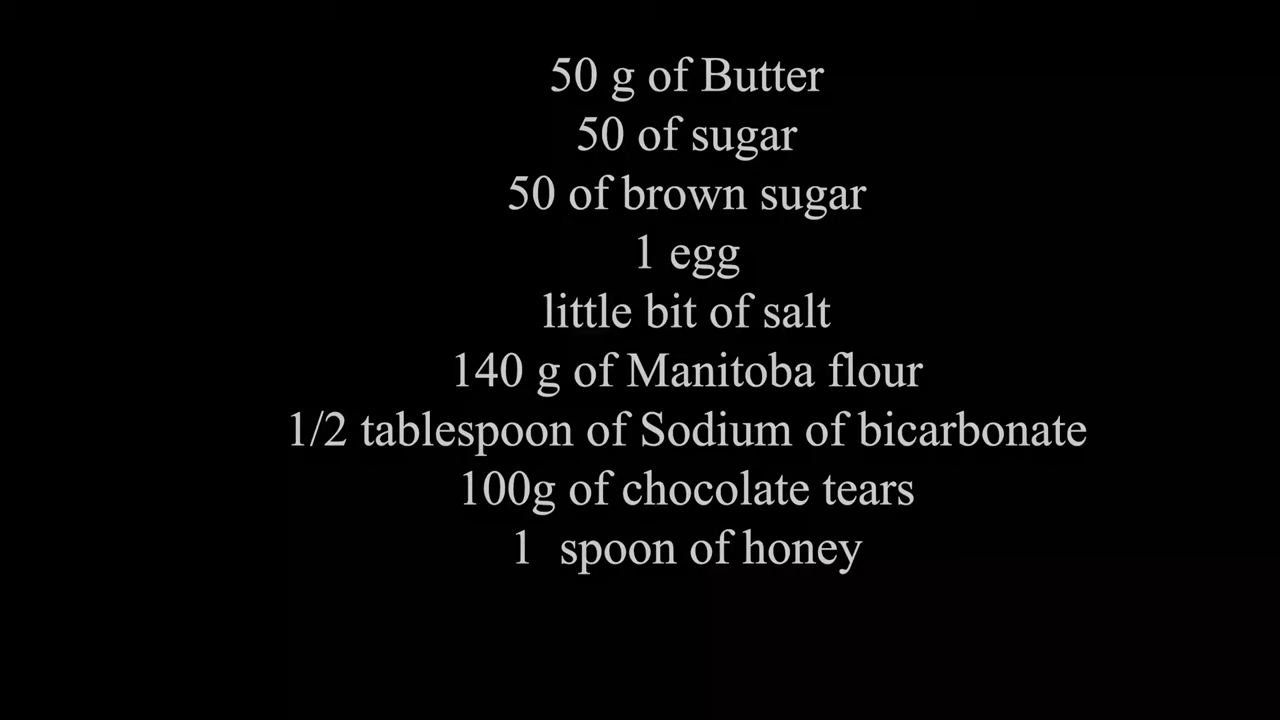 50 g of Butter
50 of sugar
50 of brown sugar
1 egg
little bit of salt
140 g of Manitoba flour
1/2 tablespoon of Sodium of bicarbonate
100g of chocolate tears
1  spoon of honey